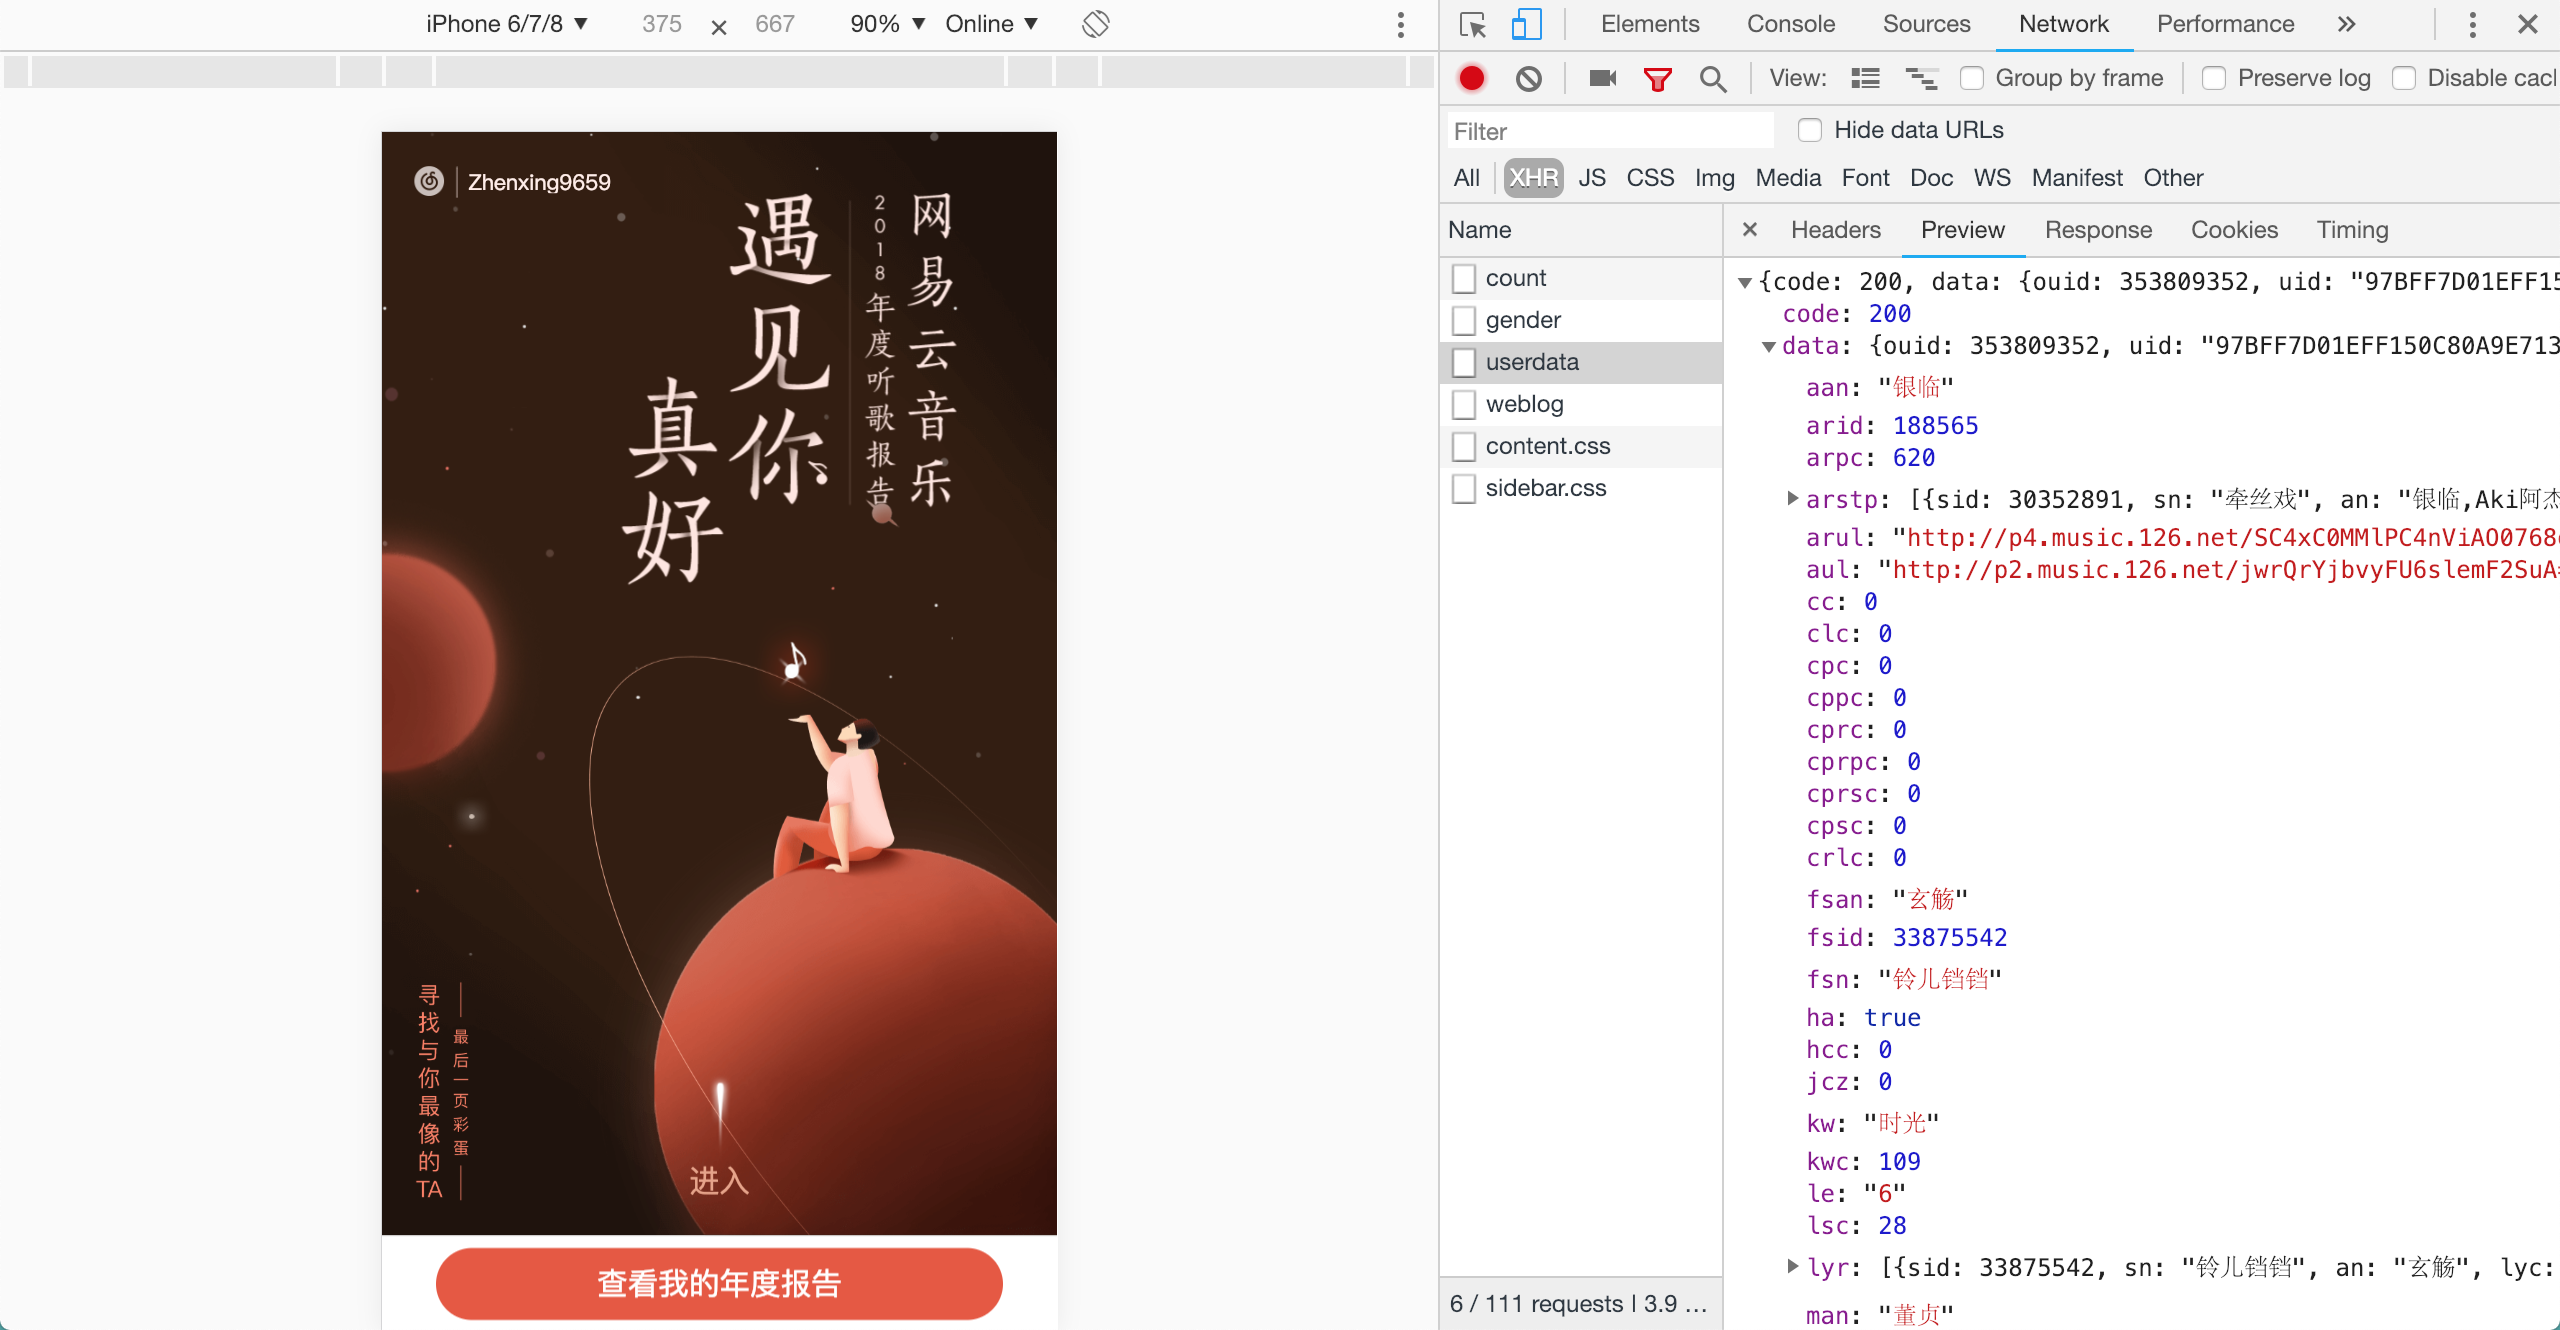 iPhone 6/7/8 ▼ 375 × 667 90% ▼ Online ▼
Zhenxing9659
网易云音乐
2018年度听歌报告
遇见你
真好
寻找与你最像的TA
最后一页彩蛋
进入
查看我的年度报告
Elements Console Sources Network Performance »
View: Group by frame Preserve log Disable cacl
Filter Hide data URLs
All XHR JS CSS Img Media Font Doc WS Manifest Other
Name
count
gender
userdata
weblog
content.css
sidebar.css
6 / 111 requests | 3.9 …
× Headers Preview Response Cookies Timing
▼{code: 200, data: {ouid: 353809352, uid: "97BFF7D01EFF15
code: 200
▼data: {ouid: 353809352, uid: "97BFF7D01EFF150C80A9E713
aan: "银临"
arid: 188565
arpc: 620
▶arstp: [{sid: 30352891, sn: "牵丝戏", an: "银临,Aki阿杰
arul: "http://p4.music.126.net/SC4xC0MMlPC4nViAO0768
aul: "http://p2.music.126.net/jwrQrYjbvyFU6slemF2SuA
cc: 0
clc: 0
cpc: 0
cppc: 0
cprc: 0
cprpc: 0
cprsc: 0
cpsc: 0
crlc: 0
fsan: "玄觞"
fsid: 33875542
fsn: "铃儿铛铛"
ha: true
hcc: 0
jcz: 0
kw: "时光"
kwc: 109
le: "6"
lsc: 28
▶lyr: [{sid: 33875542, sn: "铃儿铛铛", an: "玄觞", lyc:
man: "董贞"